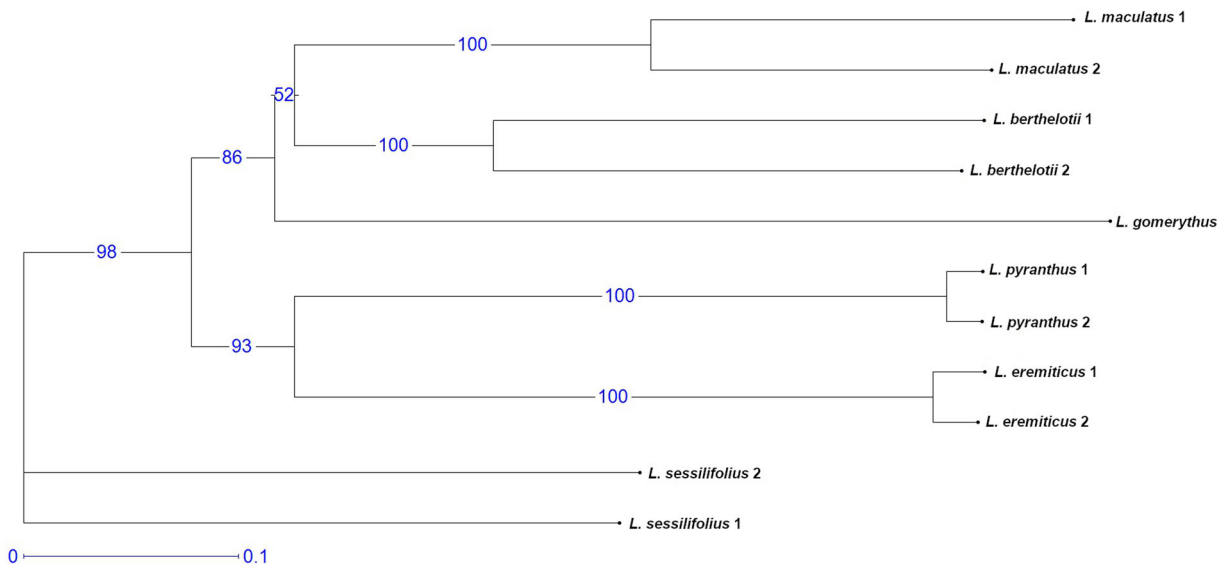 L. maculatus 1
100
L. maculatus 2
52
L. berthelotii 1
100
86
L. berthelotii 2
L. gomerythus
98
L. pyranthus 1
100
L. pyranthus 2
93
L. eremiticus 1
100
L. eremiticus 2
L. sessilifolius 2
L. sessilifolius 1
0 0.1